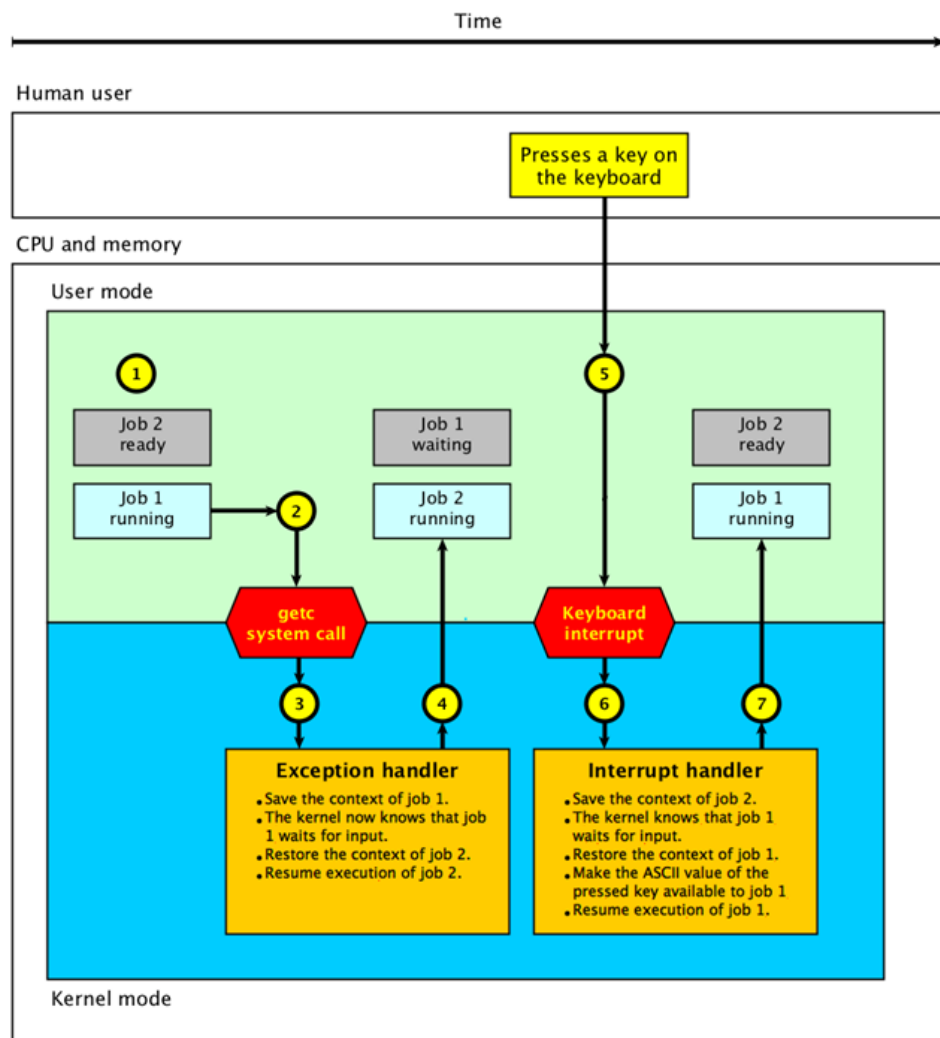 Time
Human user
Presses a key on
the keyboard
CPU and memory
User mode
1
5
Job 2
ready
Job 1
waiting
Job 2
ready
Job 1
running
2
Job 2
running
Job 1
running
getc
system call
Keyboard
interrupt
3
4
6
7
Exception handler
• Save the context of job 1.
• The kernel now knows that job
1 waits for input.
• Restore the context of job 2.
• Resume execution of job 2.
Interrupt handler
• Save the context of job 2.
• The kernel knows that job 1
waits for input.
• Restore the context of job 1.
• Make the ASCII value of the
pressed key available to job 1
• Resume execution of job 1.
Kernel mode